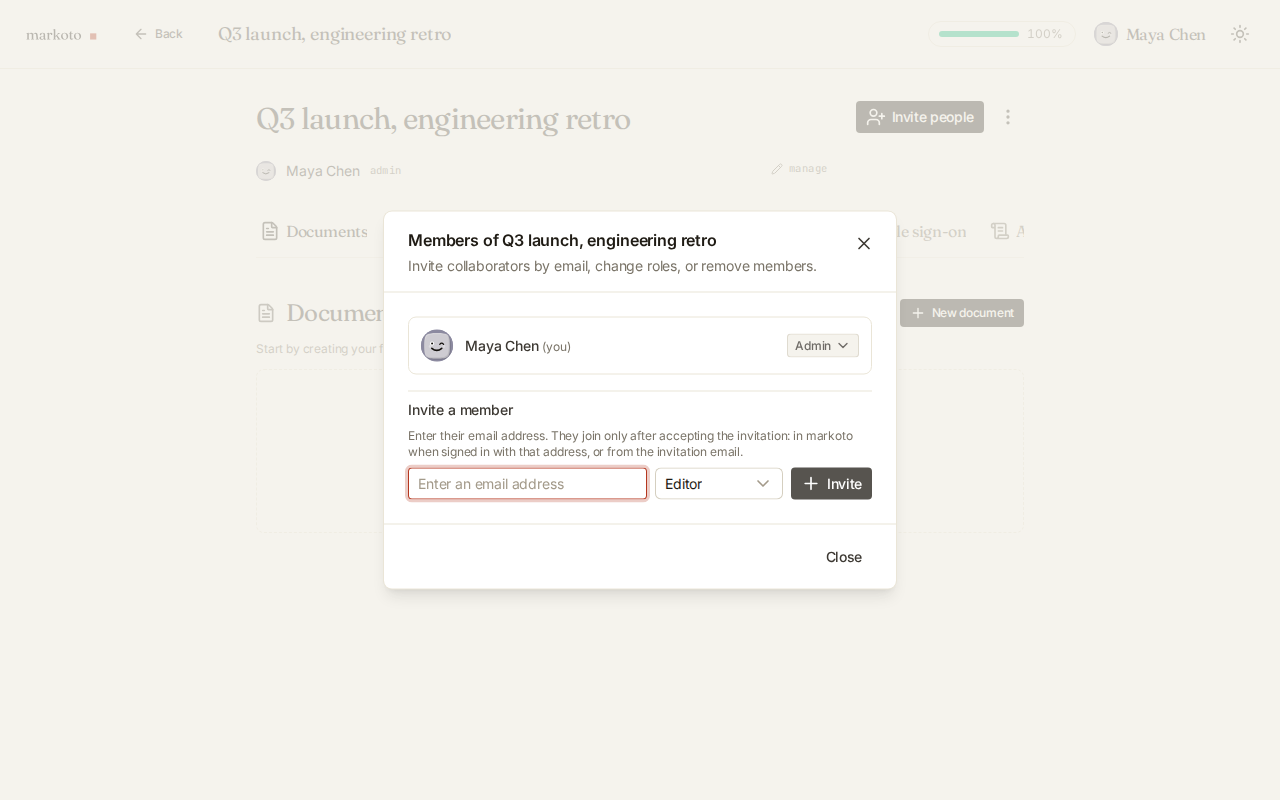 markoto
Back
Q3 launch, engineering retro
100%
Maya Chen
Q3 launch, engineering retro
Invite people
Maya Chen admin
manage
Documents
sign-on
New document
Start by creating your
Members of Q3 launch, engineering retro
Invite collaborators by email, change roles, or remove members.
Maya Chen (you)
Admin
Invite a member
Enter their email address. They join only after accepting the invitation: in markoto
when signed in with that address, or from the invitation email.
Enter an email address
Editor
Invite
Close